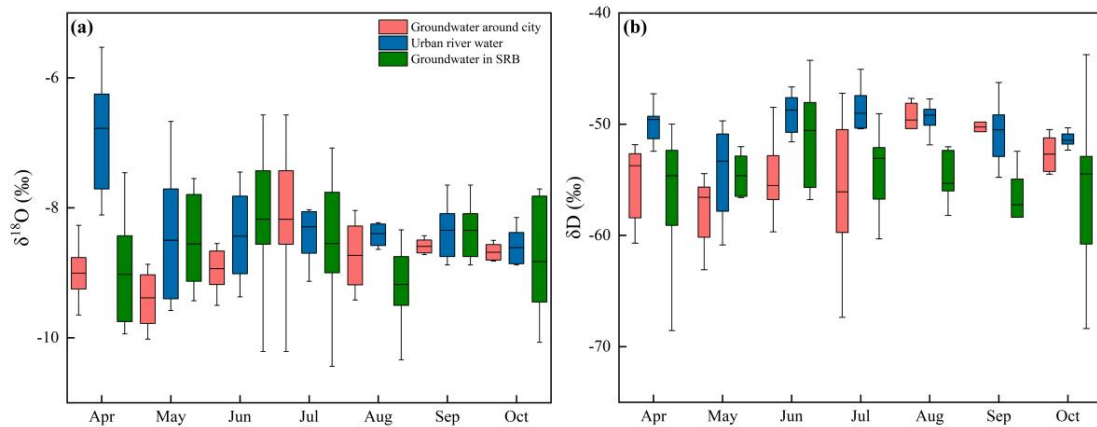 (a)
Groundwater around city
Urban river water
Groundwater in SRB
δ¹⁸O (‰)
-6
-8
-10
Apr May Jun Jul Aug Sep Oct
(b)
δD (‰)
-40
-50
-60
-70
Apr May Jun Jul Aug Sep Oct